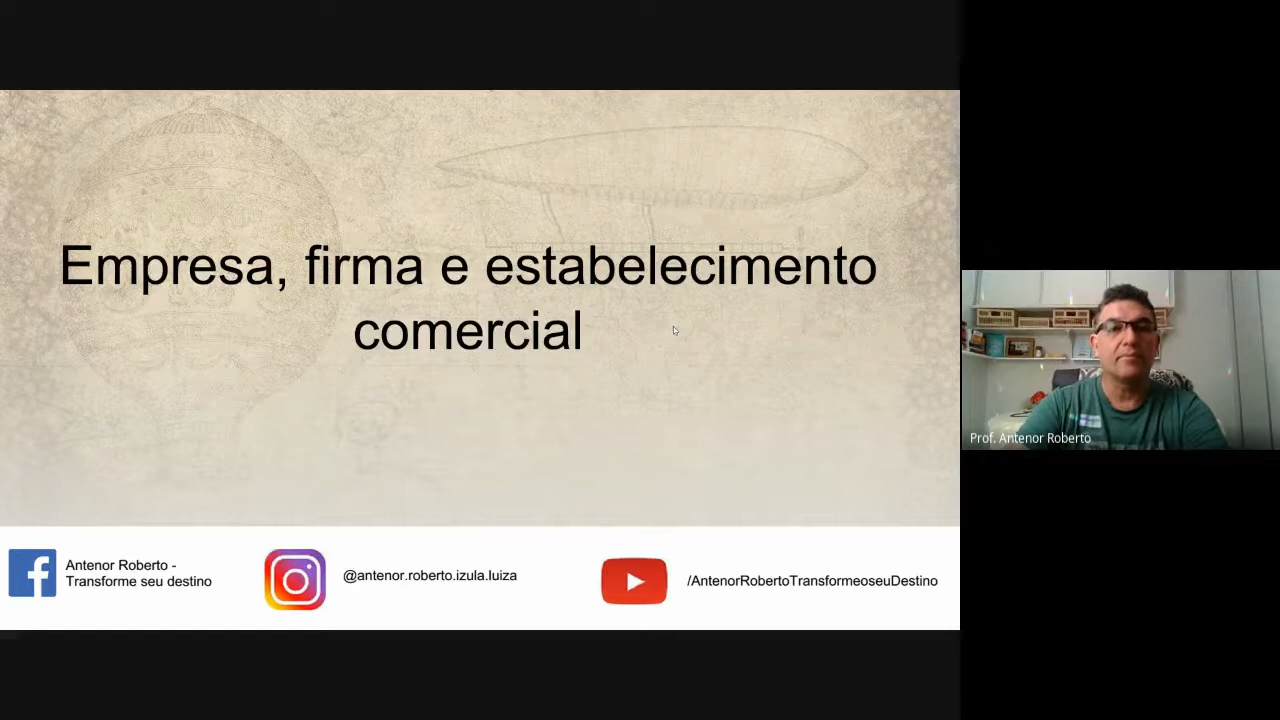 Empresa, firma e estabelecimento
comercial
Antenor Roberto -
Transforme seu destino
@antenor.roberto.izula.luiza
/AntenorRobertoTransformeoseuDestino
Prof. Antenor Roberto